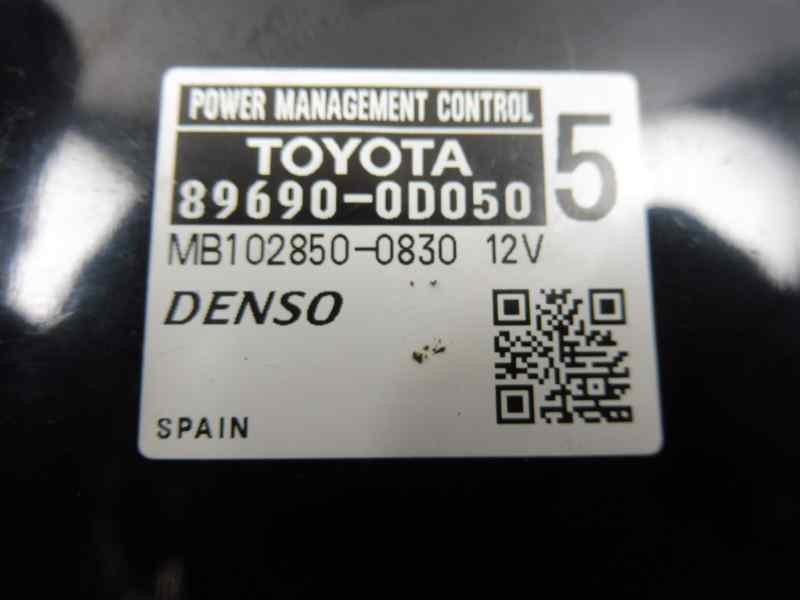 POWER MANAGEMENT CONTROL
TOYOTA
89690-0D050
5
MB102850-0830 12V
DENSO
SPAIN